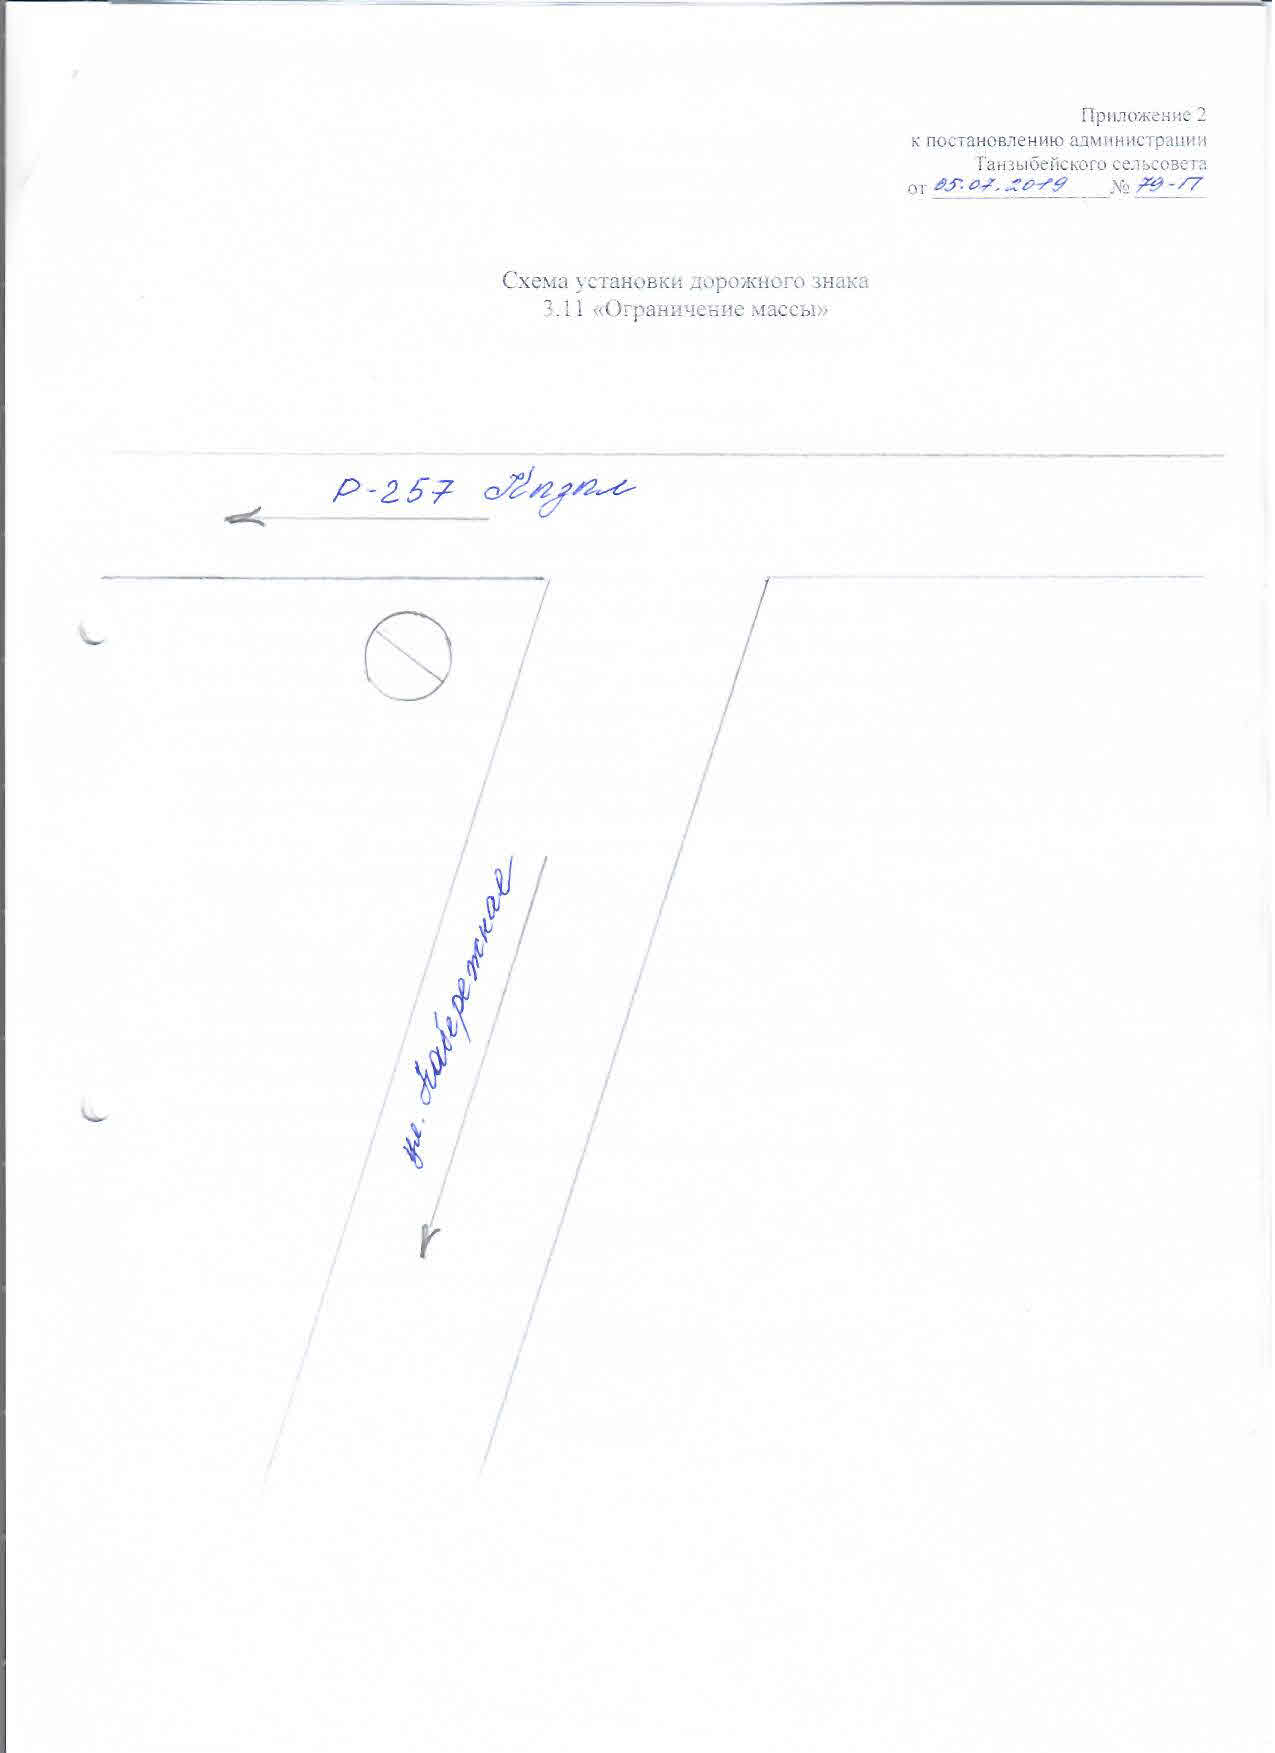 Приложение 2
к постановлению администрации
Танзыбейского сельсовета
от 05.07.2019 № 79-П
Схема установки дорожного знака
3.11 «Ограничение массы»
Р-257 Кызыл
ул. Набережная